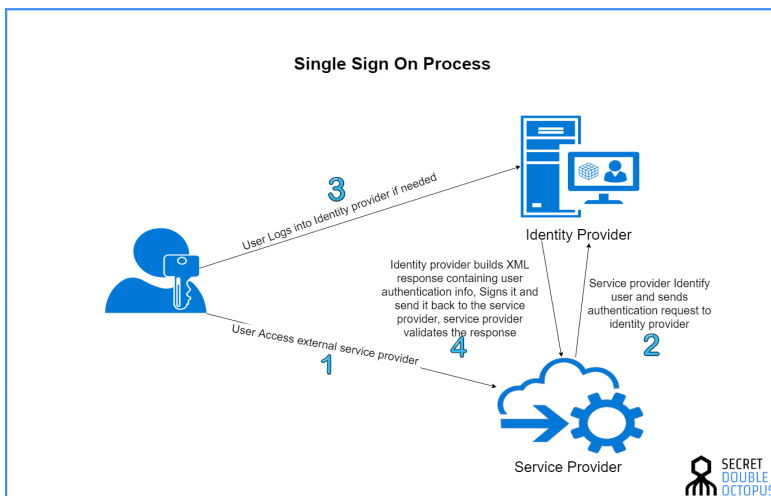 Single Sign On Process
3
User Logs into Identity provider if needed
Identity Provider
Identity provider builds XML
response containing user
authentication info, Signs it and
send it back to the service
provider, service provider
validates the response
4
Service provider Identify
user and sends
authentication request to
identity provider
2
User Access external service provider
1
Service Provider
SECRET
DOUBLE
OCTOPUS